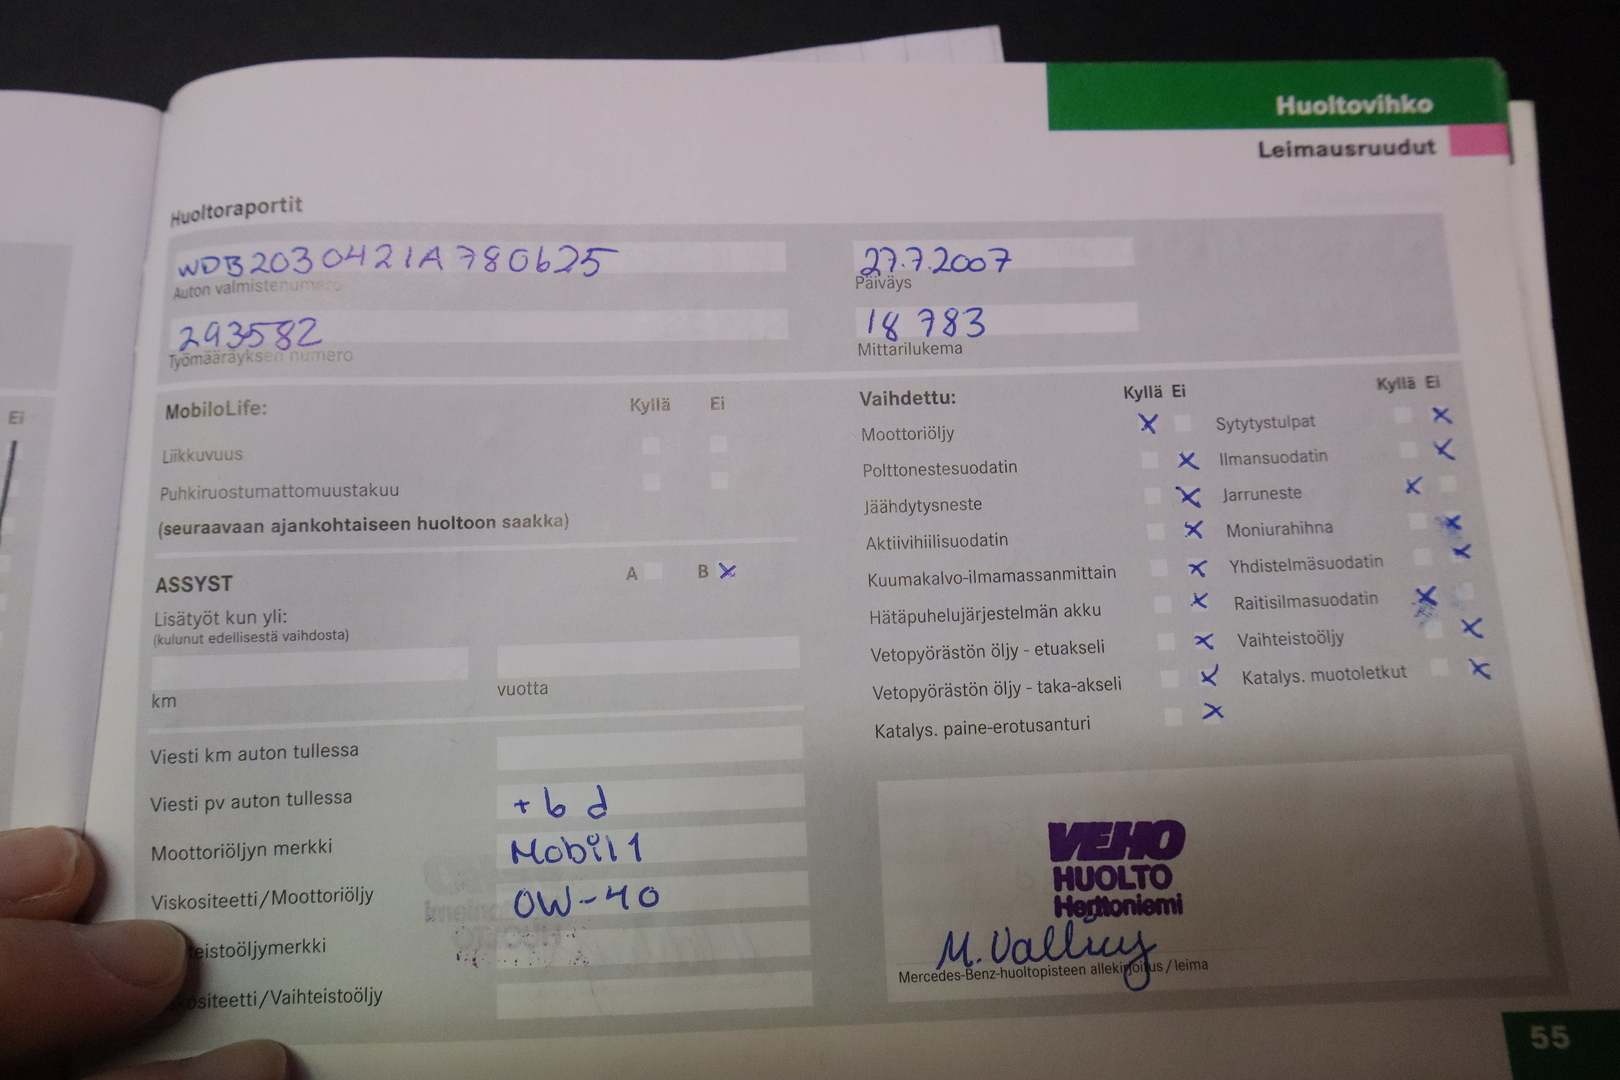 Huoltovihko
Leimausruudut
Huoltoraportit
WDB2030421A780625
Auton valmistenumero
27.7.2007
Päiväys
293582
Työmääräyksen numero
18 783
Mittarilukema
MobiloLife: Kyllä Ei
Liikkuvuus
Puhkiruostumattomuustakuu
(seuraavaan ajankohtaiseen huoltoon saakka)
ASSYST A B X
Lisätyöt kun yli:
(kulunut edellisestä vaihdosta)
km
vuotta
Viesti km auton tullessa
Viesti pv auton tullessa + 6 d
Moottoriöljyn merkki Mobil 1
Viskositeetti/Moottoriöljy 0W-40
teistoöljymerkki
kositeetti/Vaihteistoöljy
Ei
Vaihdettu: Kyllä Ei
Moottoriöljy X
Polttonestesuodatin X
Jäähdytysneste X
Aktiivihiilisuodatin X
Kuumakalvo-ilmamassanmittain X
Hätäpuhelujärjestelmän akku X
Vetopyörästön öljy - etuakseli X
Vetopyörästön öljy - taka-akseli X
Katalys. paine-erotusanturi X
Kyllä Ei
Sytytystulpat X
Ilmansuodatin X
Jarruneste X
Moniurahihna X
Yhdistelmäsuodatin X
Raitisilmasuodatin X
Vaihteistoöljy X
Katalys. muotoletkut X
VEHO
HUOLTO
Herttoniemi
Mercedes-Benz-huoltopisteen allekirjoitus/leima
55